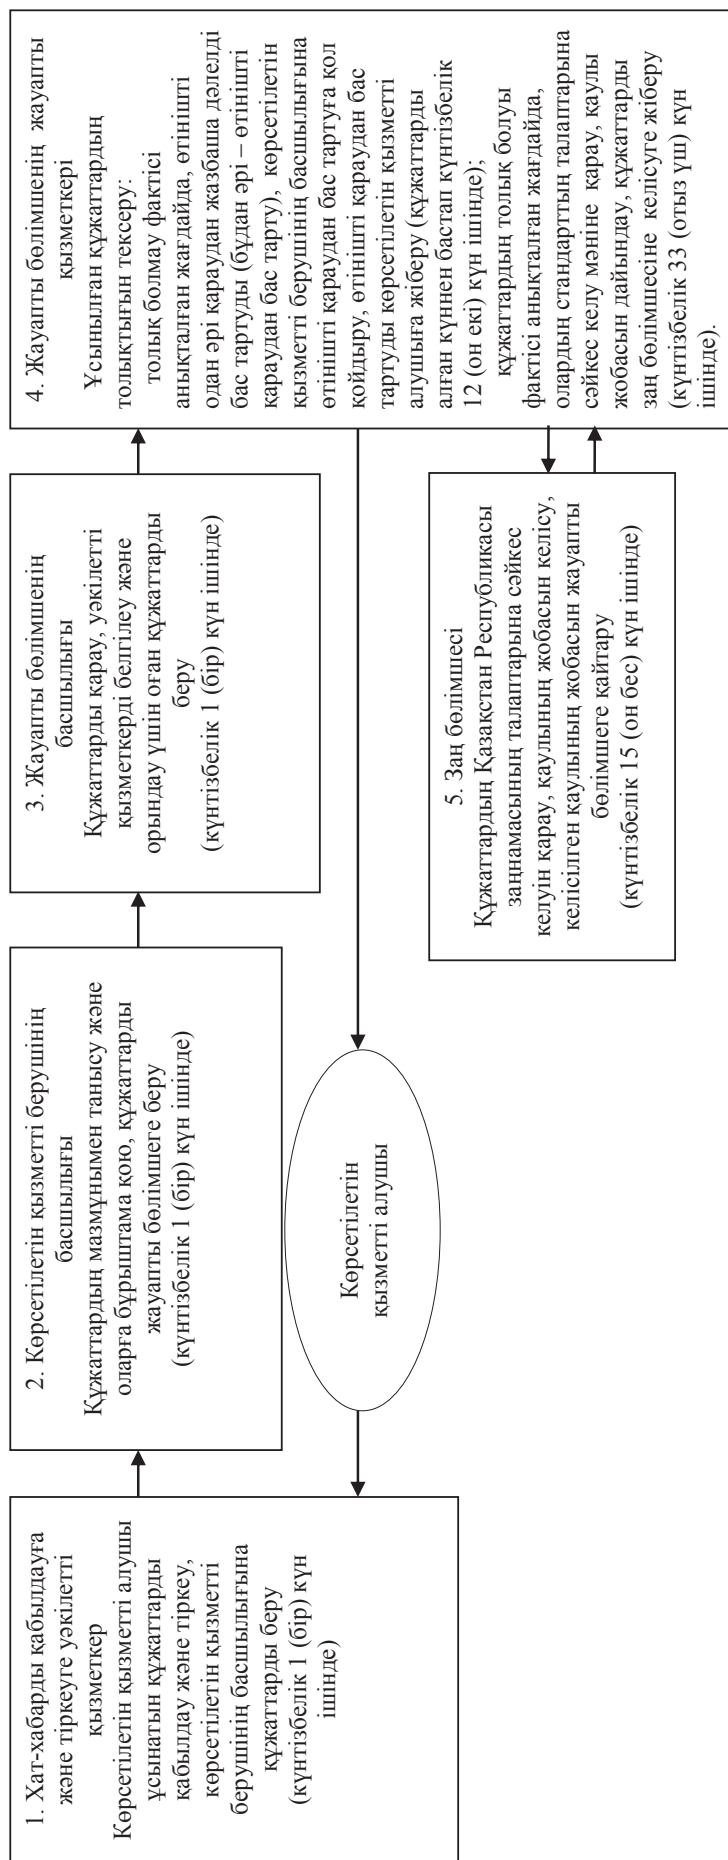 1. Хат-хабарды қабылдауға
және тіркеуге уәкілетті
қызметкер
Көрсетілетін қызметті алушы
ұсынатын құжаттарды
қабылдау және тіркеу,
көрсетілетін қызметті
берушінің басшылығына
құжаттарды беру
(күнтізбелік 1 (бір) күн
ішінде)
2. Көрсетілетін қызметті берушінің
басшылығы
Құжаттардың мазмұнымен танысу және
оларға бұрыштама қою, құжаттарды
жауапты бөлімшеге беру
(күнтізбелік 1 (бір) күн ішінде)
3. Жауапты бөлімшенің
басшылығы
Құжаттарды қарау, уәкілетті
қызметкерді белгілеу және
орындау үшін оған құжаттарды
беру
(күнтізбелік 1 (бір) күн ішінде)
4. Жауапты бөлімшенің жауапты
қызметкері
Ұсынылған құжаттардың
толықтығын тексеру:
толық болмау фактісі
анықталған жағдайда, өтінішті
одан әрі қараудан жазбаша дәлелді
бас тартуды (бұдан әрі – өтінішті
қараудан бас тарту), көрсетілетін
қызметті берушінің басшылығына
өтінішті қараудан бас тартуға қол
қойдыру, өтінішті қараудан бас
тартуды көрсетілетін қызметті
алушыға жіберу (құжаттарды
алған күннен бастап күнтізбелік
12 (он екі) күн ішінде);
құжаттардың толық болуы
фактісі анықталған жағдайда,
олардың стандарттың талаптарына
сәйкес келу мәніне қарау, қаулы
жобасын дайындау, құжаттарды
заң бөлімшесіне келісуге жіберу
(күнтізбелік 33 (отыз үш) күн
ішінде).
5. Заң бөлімшесі
Құжаттардың Қазақстан Республикасы
заңнамасының талаптарына сәйкес
келуін қарау, қаулының жобасын келісу,
келісілген қаулының жобасын жауапты
бөлімшеге қайтару
(күнтізбелік 15 (он бес) күн ішінде)
Көрсетілетін
қызметті алушы